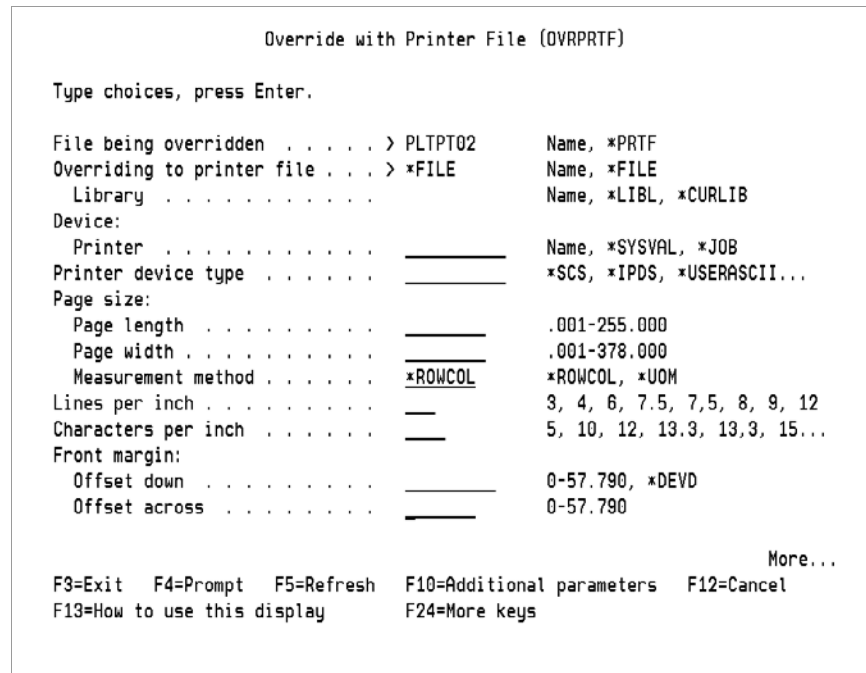 Override with Printer File (OVRPRTF)
Type choices, press Enter.
File being overridden . . . . . > PLTPT02 Name, *PRTF
Overriding to printer file . . . > *FILE Name, *FILE
Library . . . . . . . . . . . Name, *LIBL, *CURLIB
Device:
Printer . . . . . . . . . . . Name, *SYSVAL, *JOB
Printer device type . . . . . . *SCS, *IPDS, *USERASCII...
Page size:
Page length . . . . . . . . . .001-255.000
Page width . . . . . . . . . . .001-378.000
Measurement method . . . . . . *ROWCOL *ROWCOL, *UOM
Lines per inch . . . . . . . . . 3, 4, 6, 7.5, 7,5, 8, 9, 12
Characters per inch . . . . . . 5, 10, 12, 13.3, 13,3, 15...
Front margin:
Offset down . . . . . . . . . 0-57.790, *DEVD
Offset across . . . . . . . . 0-57.790
More...
F3=Exit F4=Prompt F5=Refresh F10=Additional parameters F12=Cancel
F13=How to use this display F24=More keys